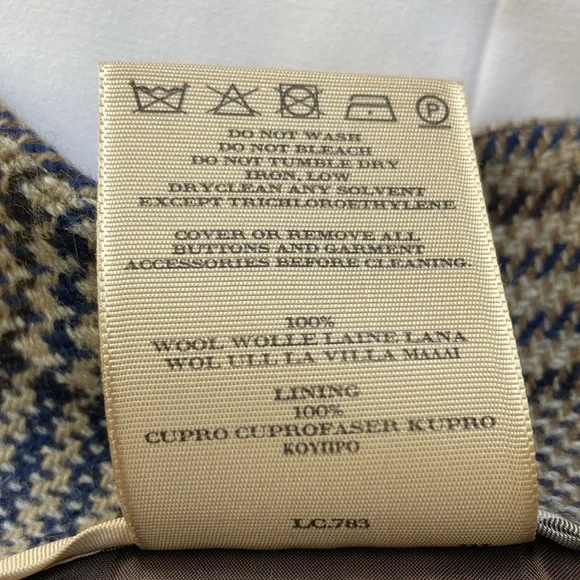 P
DO NOT WASH
DO NOT BLEACH
DO NOT TUMBLE DRY
IRON, LOW
DRYCLEAN ANY SOLVENT
EXCEPT TRICHLOROETHYLENE
COVER OR REMOVE ALL
BUTTONS AND GARMENT
ACCESSORIES BEFORE CLEANING.
100%
WOOL WOLLE LAINE LANA
WOL ULL LA VILLA ΜΑΛΛΙ
LINING
100%
CUPRO CUPROFASER KUPRO
ΚΟΥΠΡΟ
LC.783